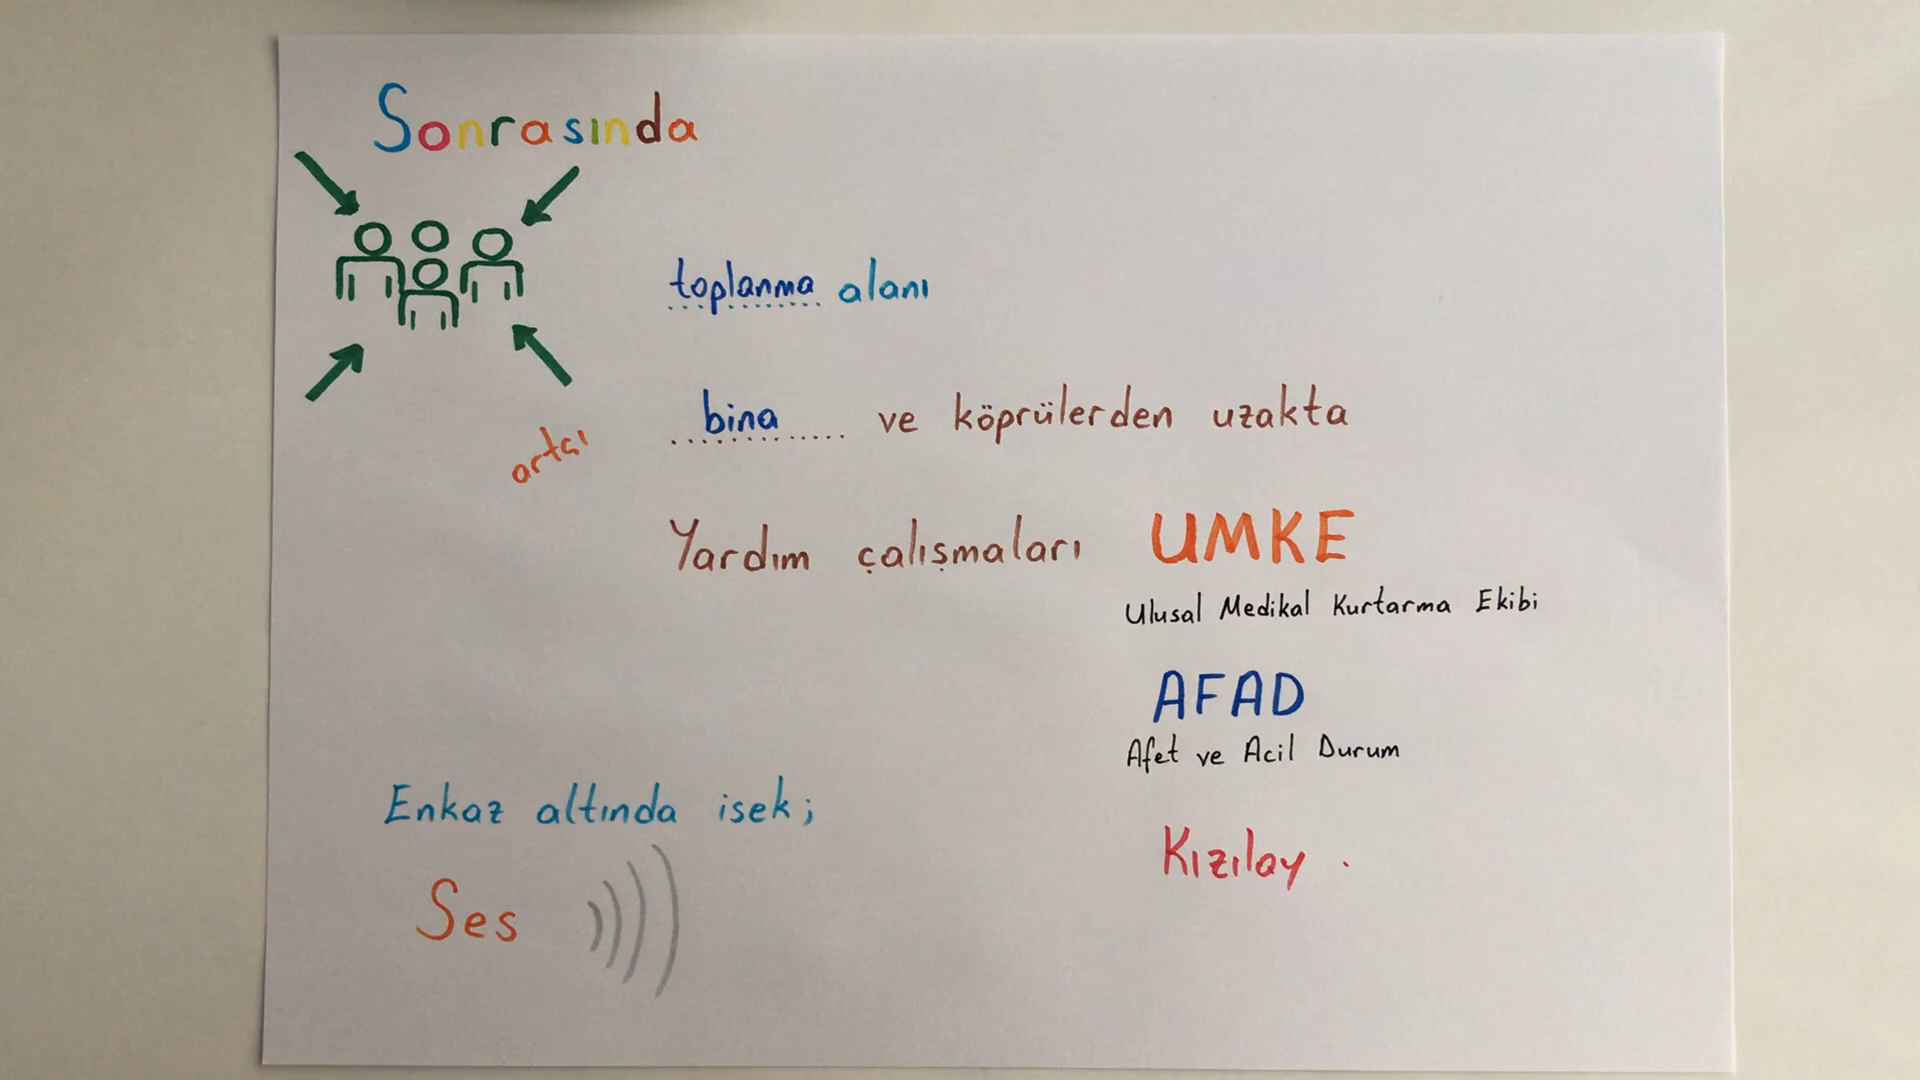 Sonrasında
toplanma alanı
bina ve köprülerden uzakta
artçı
Yardım çalışmaları UMKE
Ulusal Medikal Kurtarma Ekibi
AFAD
Afet ve Acil Durum
Enkaz altında isek;
Kızılay
Ses